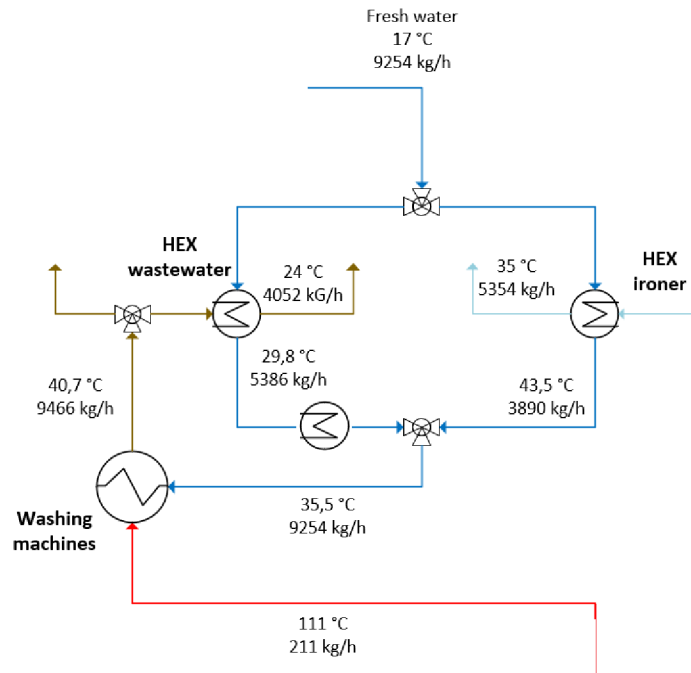 Fresh water
17 °C
9254 kg/h
HEX
wastewater
24 °C
4052 kG/h
35 °C
5354 kg/h
HEX
ironer
29,8 °C
5386 kg/h
40,7 °C
9466 kg/h
43,5 °C
3890 kg/h
Washing
machines
35,5 °C
9254 kg/h
111 °C
211 kg/h